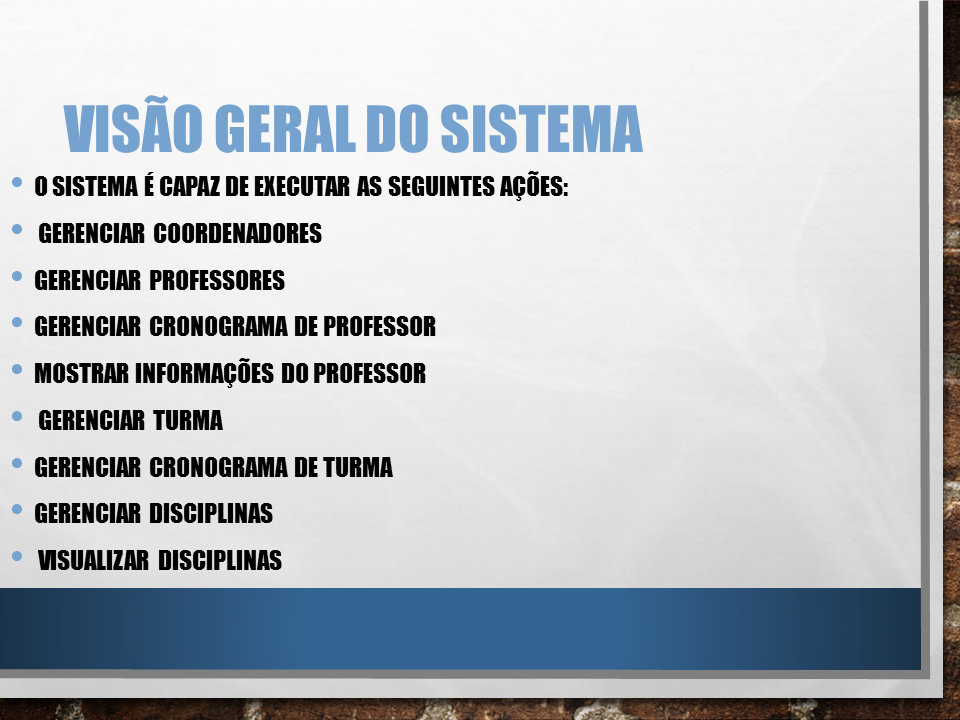 VISÃO GERAL DO SISTEMA
• O SISTEMA É CAPAZ DE EXECUTAR AS SEGUINTES AÇÕES:
• GERENCIAR COORDENADORES
• GERENCIAR PROFESSORES
• GERENCIAR CRONOGRAMA DE PROFESSOR
• MOSTRAR INFORMAÇÕES DO PROFESSOR
• GERENCIAR TURMA
• GERENCIAR CRONOGRAMA DE TURMA
• GERENCIAR DISCIPLINAS
• VISUALIZAR DISCIPLINAS